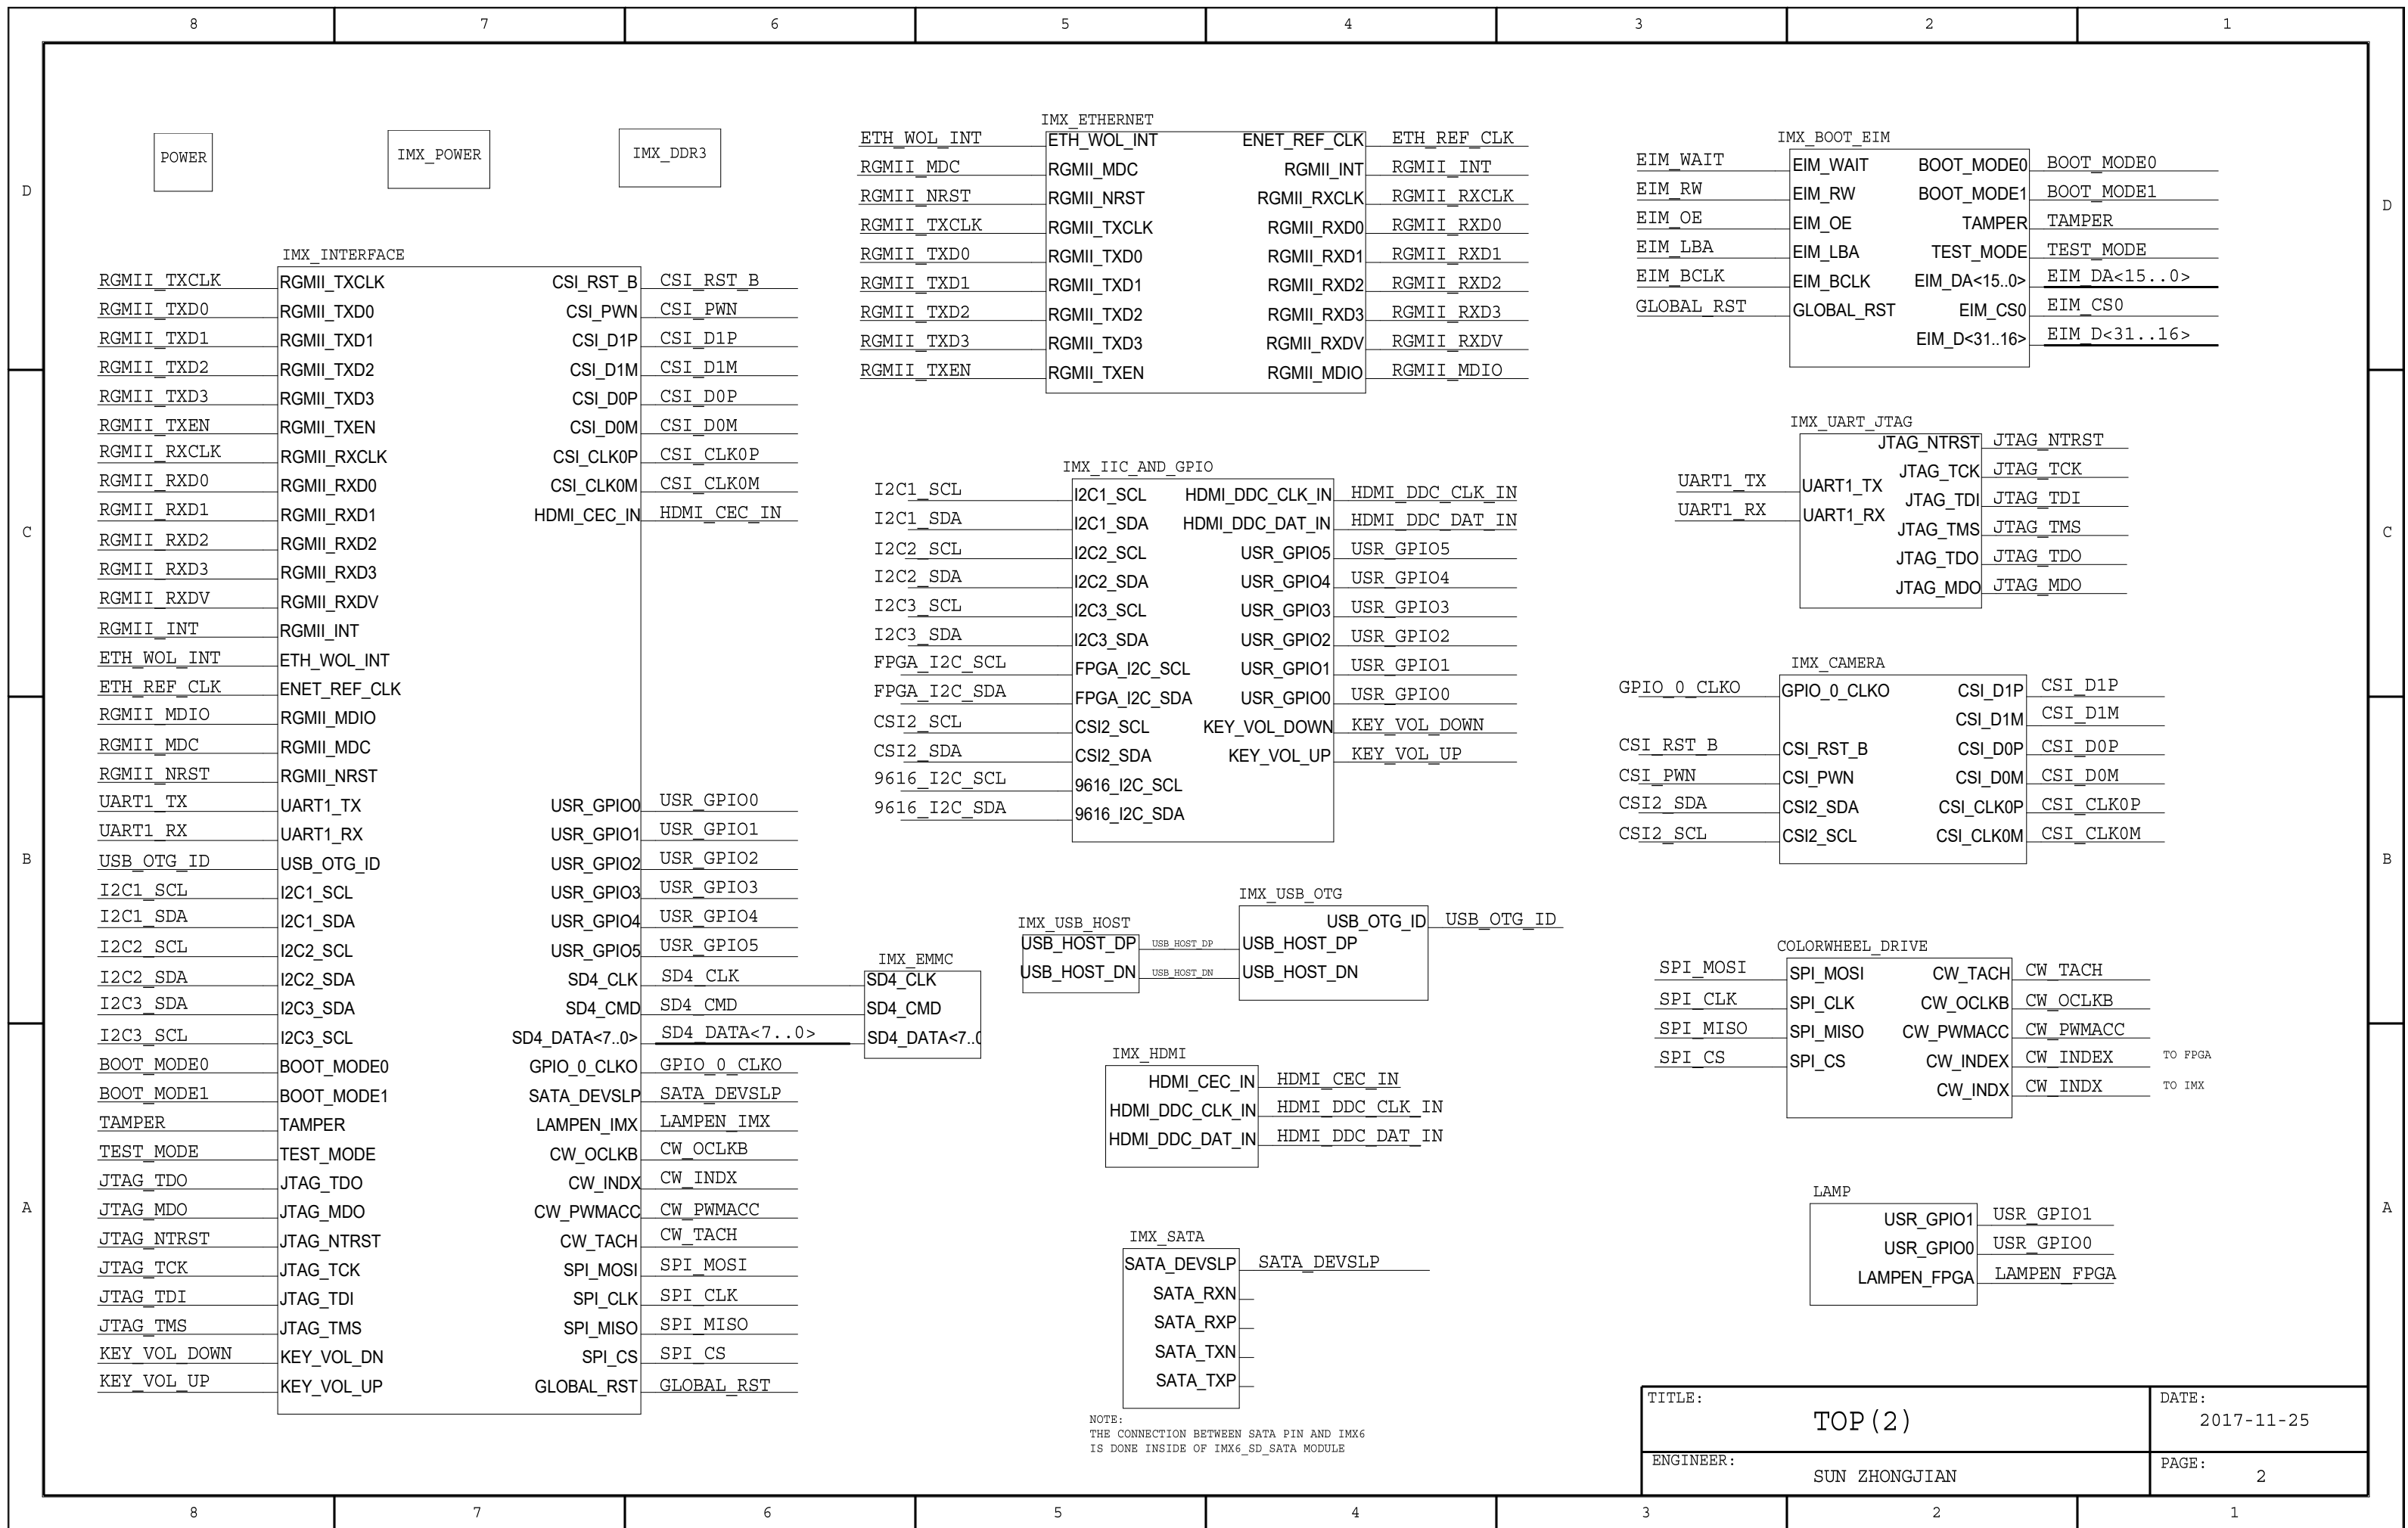 8 7 6 5 4 3 2 1
D
C
B
A
POWER
IMX_POWER
IMX_DDR3
IMX_INTERFACE
RGMII_TXCLK RGMII_TXCLK CSI_RST_B CSI_RST_B
RGMII_TXD0 RGMII_TXD0 CSI_PWN CSI_PWN
RGMII_TXD1 RGMII_TXD1 CSI_D1P CSI_D1P
RGMII_TXD2 RGMII_TXD2 CSI_D1M CSI_D1M
RGMII_TXD3 RGMII_TXD3 CSI_D0P CSI_D0P
RGMII_TXEN RGMII_TXEN CSI_D0M CSI_D0M
RGMII_RXCLK RGMII_RXCLK CSI_CLK0P CSI_CLK0P
RGMII_RXD0 RGMII_RXD0 CSI_CLK0M CSI_CLK0M
RGMII_RXD1 RGMII_RXD1 HDMI_CEC_IN HDMI_CEC_IN
RGMII_RXD2 RGMII_RXD2
RGMII_RXD3 RGMII_RXD3
RGMII_RXDV RGMII_RXDV
RGMII_INT RGMII_INT
ETH_WOL_INT ETH_WOL_INT
ETH_REF_CLK ENET_REF_CLK
RGMII_MDIO RGMII_MDIO
RGMII_MDC RGMII_MDC
RGMII_NRST RGMII_NRST
UART1_TX UART1_TX USR_GPIO0 USR_GPIO0
UART1_RX UART1_RX USR_GPIO1 USR_GPIO1
USB_OTG_ID USB_OTG_ID USR_GPIO2 USR_GPIO2
I2C1_SCL I2C1_SCL USR_GPIO3 USR_GPIO3
I2C1_SDA I2C1_SDA USR_GPIO4 USR_GPIO4
I2C2_SCL I2C2_SCL USR_GPIO5 USR_GPIO5
I2C2_SDA I2C2_SDA SD4_CLK SD4_CLK
I2C3_SDA I2C3_SDA SD4_CMD SD4_CMD
I2C3_SCL I2C3_SCL SD4_DATA<7..0> SD4_DATA<7..0>
BOOT_MODE0 BOOT_MODE0 GPIO_0_CLKO GPIO_0_CLKO
BOOT_MODE1 BOOT_MODE1 SATA_DEVSLP SATA_DEVSLP
TAMPER TAMPER LAMPEN_IMX LAMPEN_IMX
TEST_MODE TEST_MODE CW_OCLKB CW_OCLKB
JTAG_TDO JTAG_TDO CW_INDX CW_INDX
JTAG_MDO JTAG_MDO CW_PWMACC CW_PWMACC
JTAG_NTRST JTAG_NTRST CW_TACH CW_TACH
JTAG_TCK JTAG_TCK SPI_MOSI SPI_MOSI
JTAG_TDI JTAG_TDI SPI_CLK SPI_CLK
JTAG_TMS JTAG_TMS SPI_MISO SPI_MISO
KEY_VOL_DOWN KEY_VOL_DN SPI_CS SPI_CS
KEY_VOL_UP KEY_VOL_UP GLOBAL_RST GLOBAL_RST
IMX_EMMC
SD4_CLK
SD4_CMD
SD4_DATA<7..0
IMX_ETHERNET
ETH_WOL_INT ETH_WOL_INT ENET_REF_CLK ETH_REF_CLK
RGMII_MDC RGMII_MDC RGMII_INT RGMII_INT
RGMII_NRST RGMII_NRST RGMII_RXCLK RGMII_RXCLK
RGMII_TXCLK RGMII_TXCLK RGMII_RXD0 RGMII_RXD0
RGMII_TXD0 RGMII_TXD0 RGMII_RXD1 RGMII_RXD1
RGMII_TXD1 RGMII_TXD1 RGMII_RXD2 RGMII_RXD2
RGMII_TXD2 RGMII_TXD2 RGMII_RXD3 RGMII_RXD3
RGMII_TXD3 RGMII_TXD3 RGMII_RXDV RGMII_RXDV
RGMII_TXEN RGMII_TXEN RGMII_MDIO RGMII_MDIO
IMX_IIC_AND_GPIO
I2C1_SCL I2C1_SCL HDMI_DDC_CLK_IN HDMI_DDC_CLK_IN
I2C1_SDA I2C1_SDA HDMI_DDC_DAT_IN HDMI_DDC_DAT_IN
I2C2_SCL I2C2_SCL USR_GPIO5 USR_GPIO5
I2C2_SDA I2C2_SDA USR_GPIO4 USR_GPIO4
I2C3_SCL I2C3_SCL USR_GPIO3 USR_GPIO3
I2C3_SDA I2C3_SDA USR_GPIO2 USR_GPIO2
FPGA_I2C_SCL FPGA_I2C_SCL USR_GPIO1 USR_GPIO1
FPGA_I2C_SDA FPGA_I2C_SDA USR_GPIO0 USR_GPIO0
CSI2_SCL CSI2_SCL KEY_VOL_DOWN KEY_VOL_DOWN
CSI2_SDA CSI2_SDA KEY_VOL_UP KEY_VOL_UP
9616_I2C_SCL 9616_I2C_SCL
9616_I2C_SDA 9616_I2C_SDA
IMX_USB_HOST
USB_HOST_DP USB_HOST_DP
USB_HOST_DN USB_HOST_DN
IMX_USB_OTG
USB_OTG_ID USB_OTG_ID
USB_HOST_DP
USB_HOST_DN
IMX_HDMI
HDMI_CEC_IN HDMI_CEC_IN
HDMI_DDC_CLK_IN HDMI_DDC_CLK_IN
HDMI_DDC_DAT_IN HDMI_DDC_DAT_IN
IMX_SATA
SATA_DEVSLP SATA_DEVSLP
SATA_RXN
SATA_RXP
SATA_TXN
SATA_TXP
NOTE:
THE CONNECTION BETWEEN SATA PIN AND IMX6
IS DONE INSIDE OF IMX6_SD_SATA MODULE
IMX_BOOT_EIM
EIM_WAIT EIM_WAIT BOOT_MODE0 BOOT_MODE0
EIM_RW EIM_RW BOOT_MODE1 BOOT_MODE1
EIM_OE EIM_OE TAMPER TAMPER
EIM_LBA EIM_LBA TEST_MODE TEST_MODE
EIM_BCLK EIM_BCLK EIM_DA<15..0> EIM_DA<15..0>
GLOBAL_RST GLOBAL_RST EIM_CS0 EIM_CS0
EIM_D<31..16> EIM_D<31..16>
IMX_UART_JTAG
JTAG_NTRST JTAG_NTRST
JTAG_TCK JTAG_TCK
UART1_TX UART1_TX
JTAG_TDI JTAG_TDI
UART1_RX UART1_RX
JTAG_TMS JTAG_TMS
JTAG_TDO JTAG_TDO
JTAG_MDO JTAG_MDO
IMX_CAMERA
GPIO_0_CLKO GPIO_0_CLKO CSI_D1P CSI_D1P
CSI_D1M CSI_D1M
CSI_RST_B CSI_RST_B CSI_D0P CSI_D0P
CSI_PWN CSI_PWN CSI_D0M CSI_D0M
CSI2_SDA CSI2_SDA CSI_CLK0P CSI_CLK0P
CSI2_SCL CSI2_SCL CSI_CLK0M CSI_CLK0M
COLORWHEEL_DRIVE
SPI_MOSI SPI_MOSI CW_TACH CW_TACH
SPI_CLK SPI_CLK CW_OCLKB CW_OCLKB
SPI_MISO SPI_MISO CW_PWMACC CW_PWMACC
SPI_CS SPI_CS CW_INDEX CW_INDEX TO FPGA
CW_INDX CW_INDX TO IMX
LAMP
USR_GPIO1 USR_GPIO1
USR_GPIO0 USR_GPIO0
LAMPEN_FPGA LAMPEN_FPGA
TITLE:
TOP(2)
DATE:
2017-11-25
ENGINEER:
SUN ZHONGJIAN
PAGE:
2
D
C
B
A
8 7 6 5 4 3 2 1